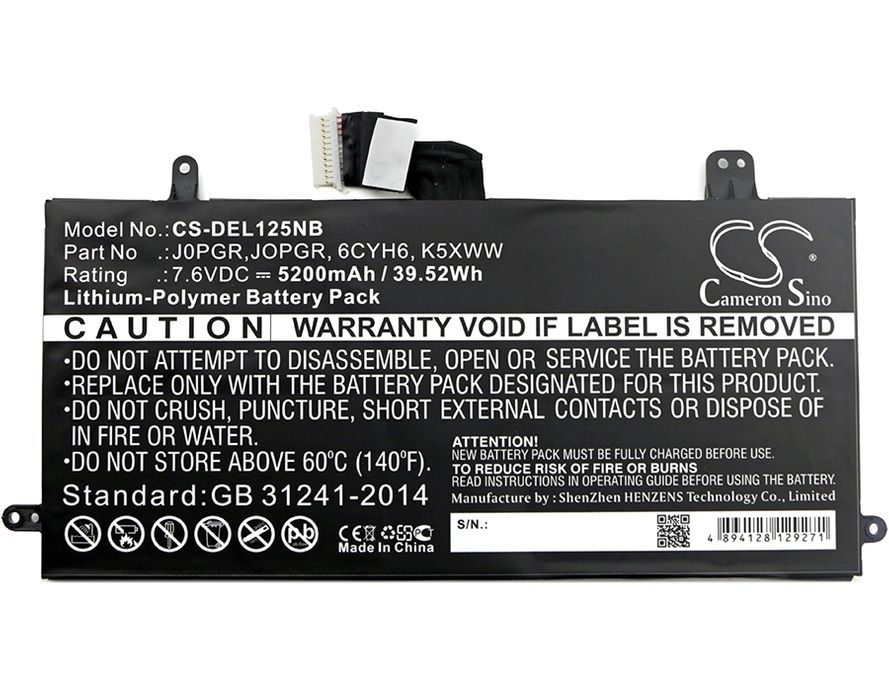 Model No.:CS-DEL125NB
Part No .:J0PGR,JOPGR, 6CYH6, K5XWW
Rating .:7.6VDC ⎓ 5200mAh / 39.52Wh
Lithium-Polymer Battery Pack
CS ®
Cameron Sino
CAUTION WARRANTY VOID IF LABEL IS REMOVED
•DO NOT ATTEMPT TO DISASSEMBLE, OPEN OR SERVICE THE BATTERY PACK.
•REPLACE ONLY WITH THE BATTERY PACK DESIGNATED FOR THIS PRODUCT.
•DO NOT CRUSH, PUNCTURE, SHORT EXTERNAL CONTACTS OR DISPOSE OF
IN FIRE OR WATER.
•DO NOT STORE ABOVE 60°C (140°F).
Standard:GB 31241-2014
ATTENTION!
NEW BATTERY PACK MUST BE FULLY CHARGED BEFORE USE.
TO REDUCE RISK OF FIRE OR BURNS
READ INSTRUCTIONS BEFORE USING THE BATTERY.
Manufacture by : ShenZhen HENZENS Technology Co., Limited
Pb
CE
Made In China
S/N.:
4 894128 129271